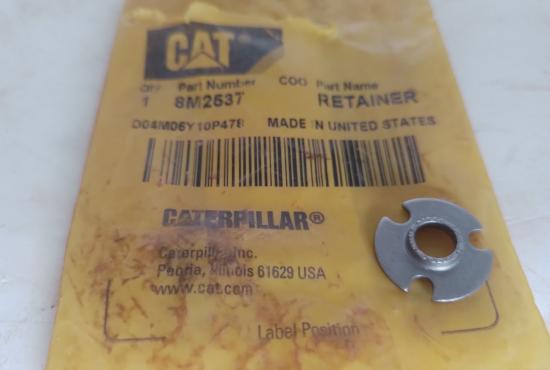 CAT
QTY Part Number COO Part Name
1 8M2537 RETAINER
D04M06Y10P478 MADE IN UNITED STATES
CATERPILLAR®
Caterpillar Inc.
Peoria, Illinois 61629 USA
www.cat.com
Label Position